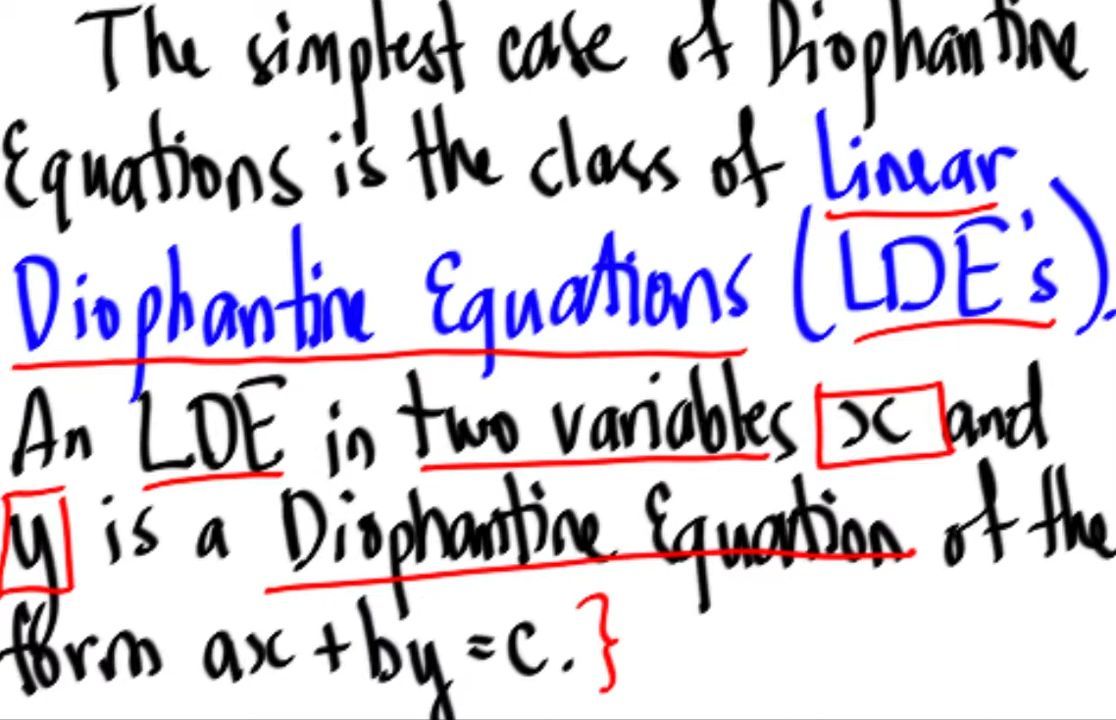 The simplest case of Diophantine
Equations is the class of Linear
Diophantine Equations (LDE's).
An LDE in two variables x and
y is a Diophantine Equation of the
form ax + by = c. }